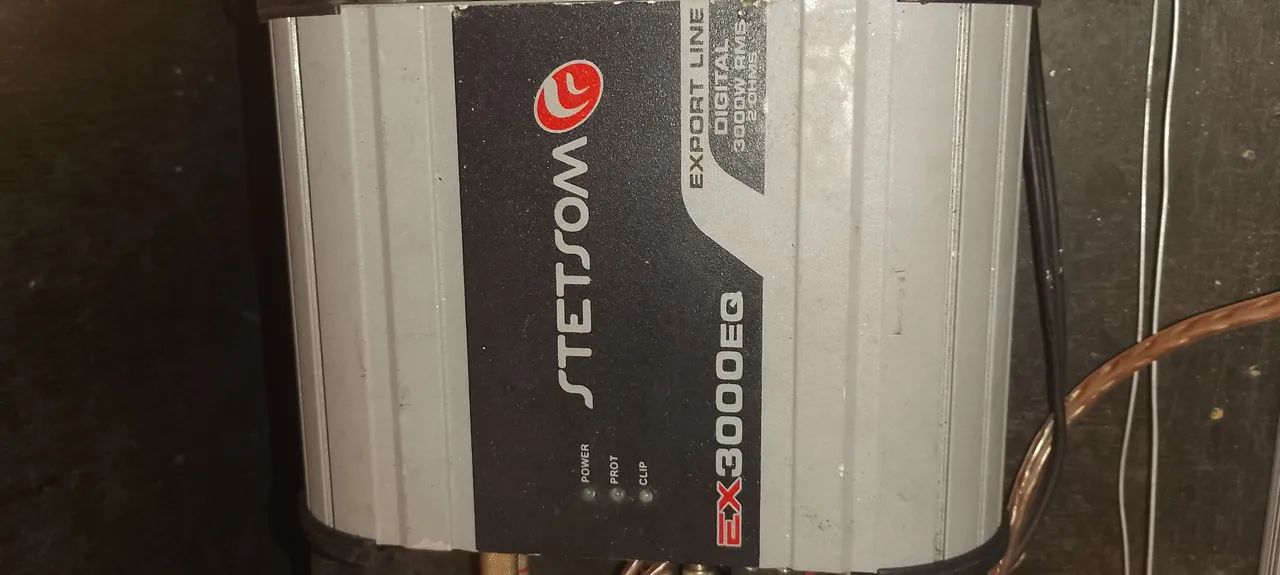 STETSOM
EXPORT LINE
DIGITAL
3000W RMS
2 OHMS
POWER
PROT
CLIP
EX3000EQ